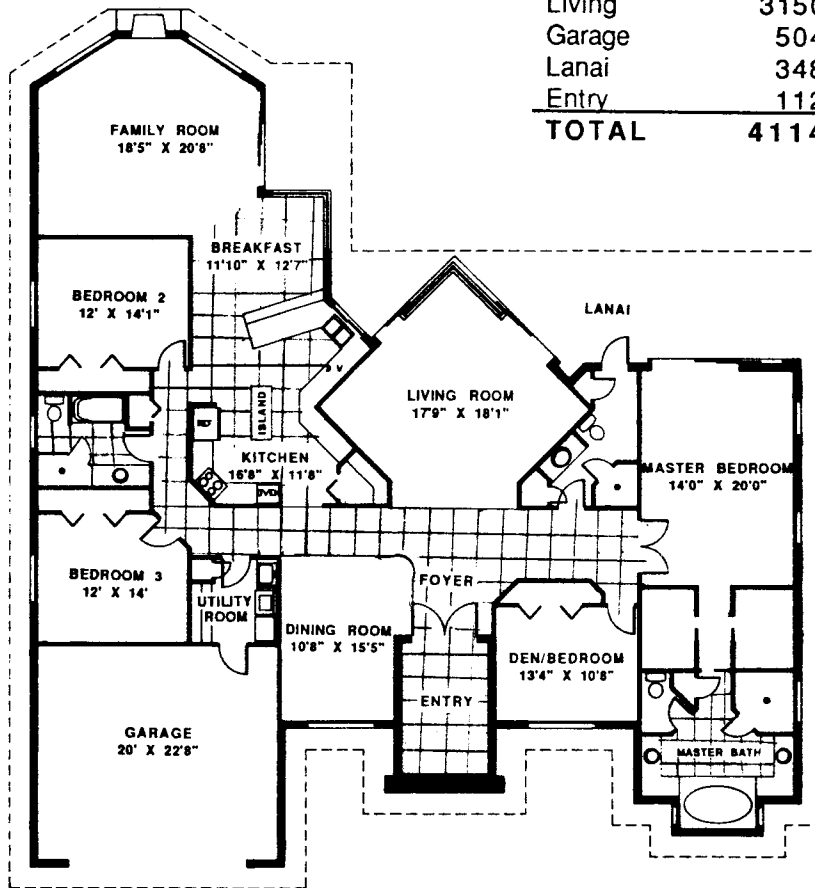 Living 3150
Garage 504
Lanai 348
Entry 112
TOTAL 4114
FAMILY ROOM
18'5" X 20'8"
BREAKFAST
11'10" X 12'7"
BEDROOM 2
12' X 14'1"
LANAI
LIVING ROOM
17'9" X 18'1"
ISLAND
REF
KITCHEN
16'8" X 11'8"
MASTER BEDROOM
14'0" X 20'0"
BEDROOM 3
12' X 14'
FOYER
UTILITY
ROOM
DINING ROOM
10'8" X 15'5"
DEN/BEDROOM
13'4" X 10'8"
ENTRY
GARAGE
20' X 22'8"
MASTER BATH